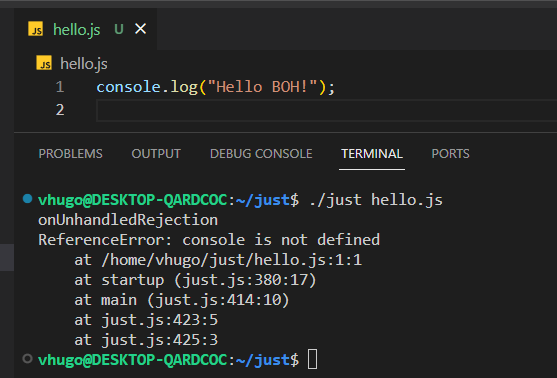 JS hello.js U ×
JS hello.js
1 console.log("Hello BOH!");
2
PROBLEMS OUTPUT DEBUG CONSOLE TERMINAL PORTS
vhugo@DESKTOP-QARDCOC:~/just$ ./just hello.js
onUnhandledRejection
ReferenceError: console is not defined
    at /home/vhugo/just/hello.js:1:1
    at startup (just.js:380:17)
    at main (just.js:414:10)
    at just.js:423:5
    at just.js:425:3
vhugo@DESKTOP-QARDCOC:~/just$